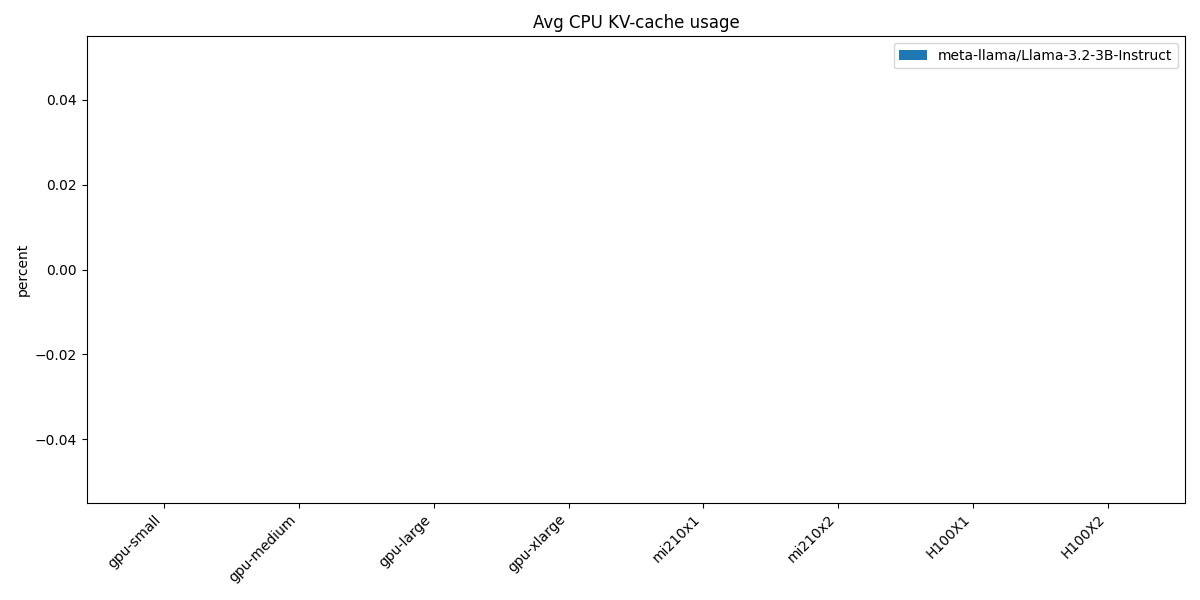 Avg CPU KV-cache usage
meta-llama/Llama-3.2-3B-Instruct
percent
0.04
0.02
0.00
−0.02
−0.04
gpu-small
gpu-medium
gpu-large
gpu-xlarge
mi210x1
mi210x2
H100X1
H100X2